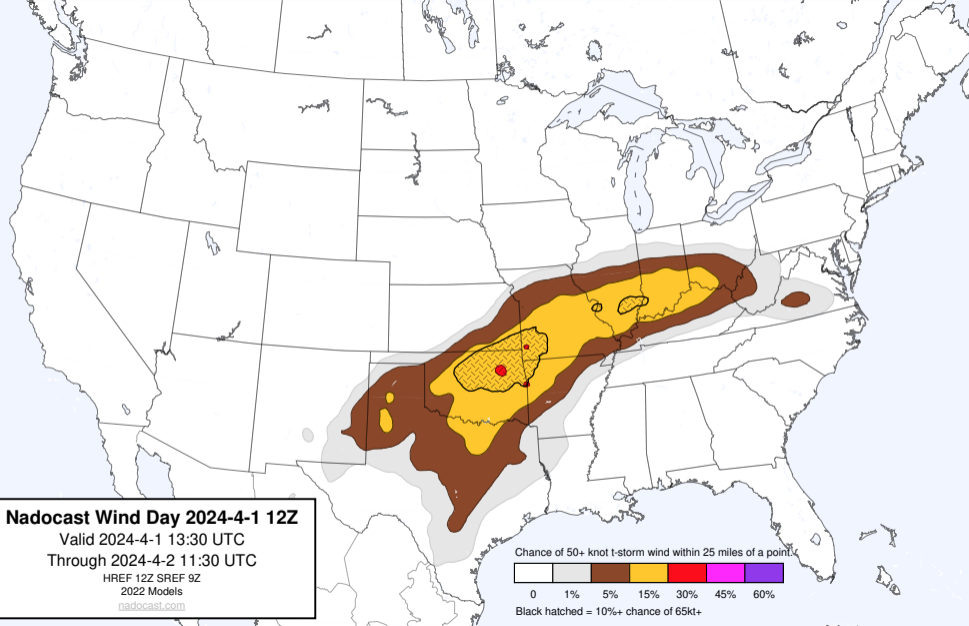 Nadocast Wind Day 2024-4-1 12Z
Valid 2024-4-1 13:30 UTC
Through 2024-4-2 11:30 UTC
HREF 12Z SREF 9Z
2022 Models
nadocast.com
Chance of 50+ knot t-storm wind within 25 miles of a point.
0 1% 5% 15% 30% 45% 60%
Black hatched = 10%+ chance of 65kt+